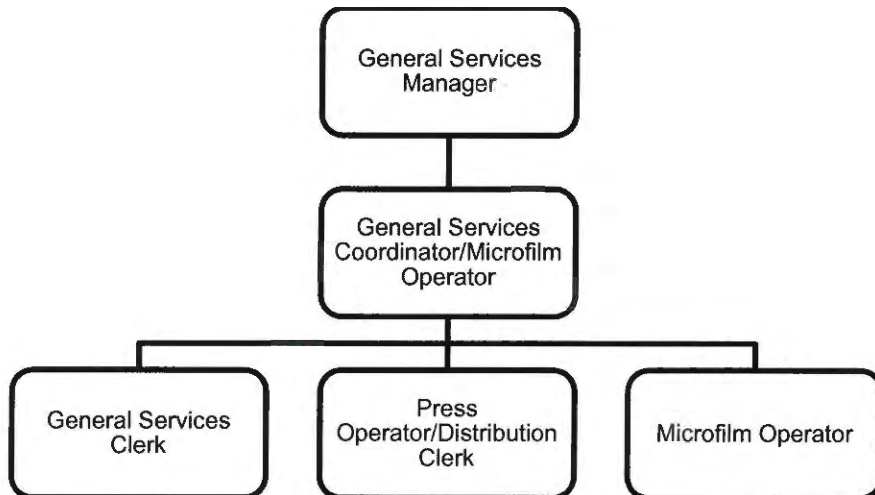 General Services
Manager
General Services
Coordinator/Microfilm
Operator
General Services
Clerk
Press
Operator/Distribution
Clerk
Microfilm Operator